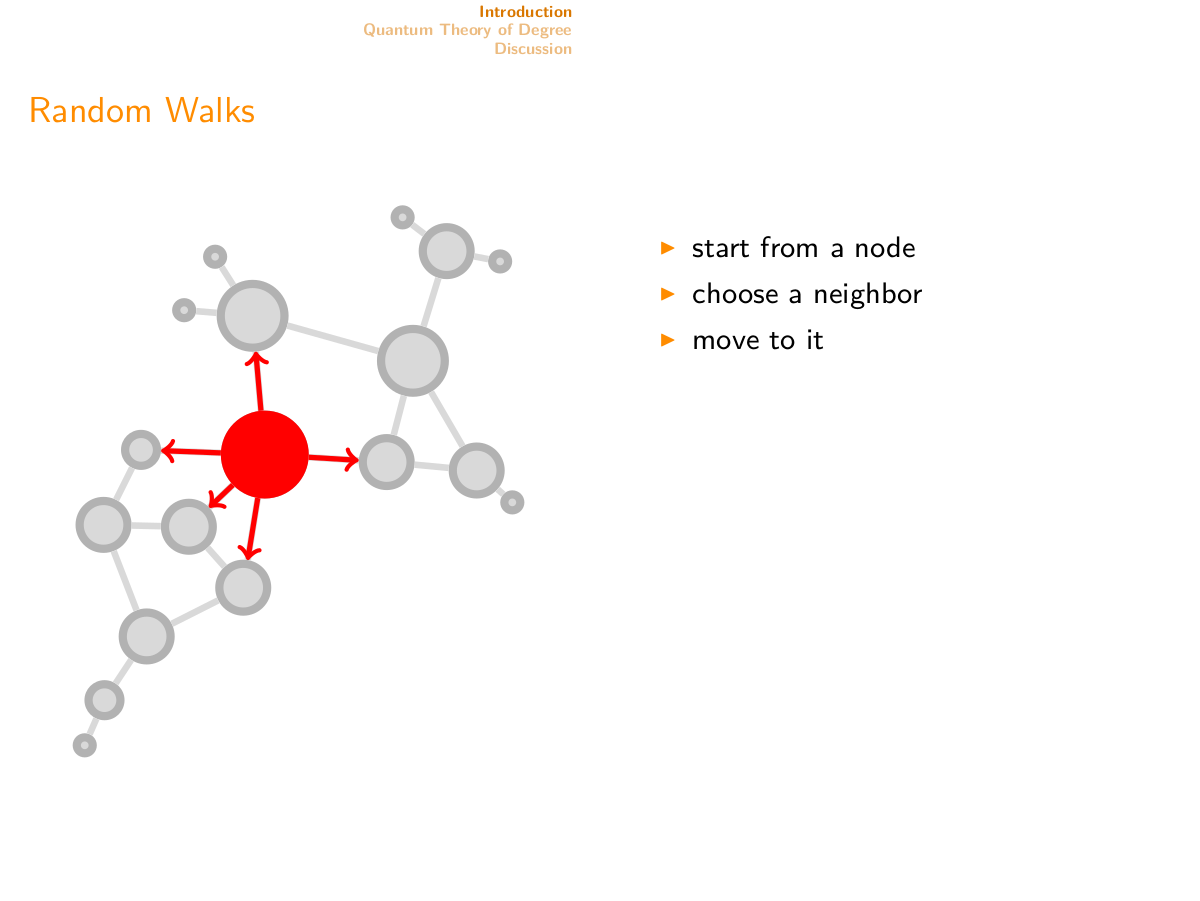 Introduction
Quantum Theory of Degree
Discussion
Random Walks
start from a node
choose a neighbor
move to it